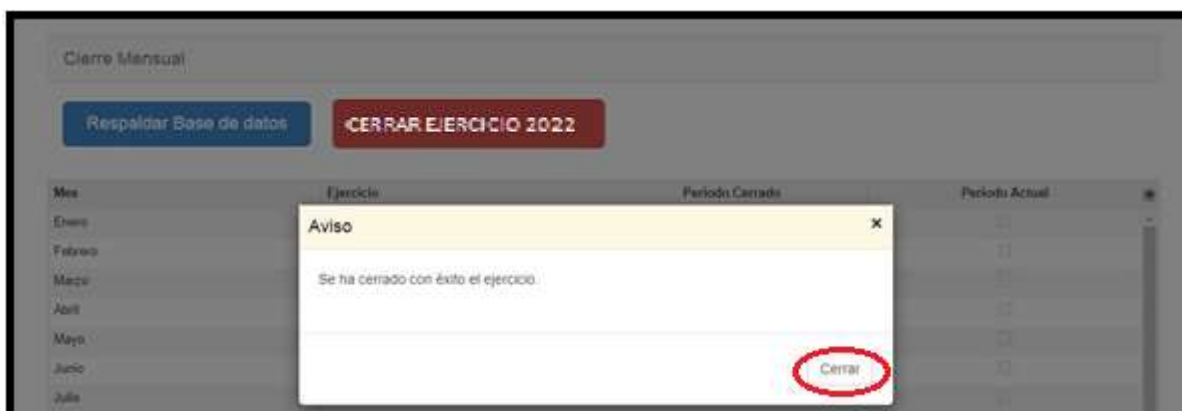 Cierre Mensual
Respaldar Base de datos
CERRAR EJERCICIO 2022
Mes Ejercicio Periodo Cerrado Periodo Actual
Enero
Febrero
Marzo
Abril
Mayo
Junio
Julio
Aviso ×
Se ha cerrado con éxito el ejercicio.
Cerrar